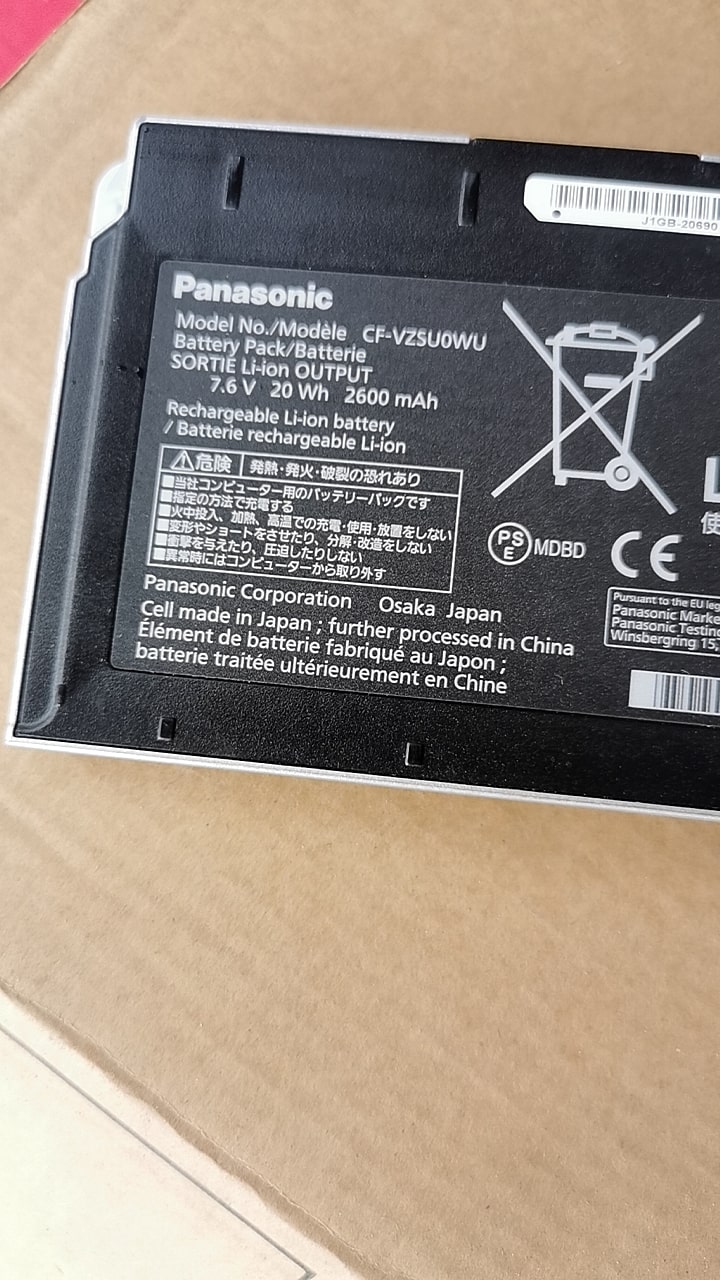 J1GB-20690
Panasonic
Model No./Modèle CF-VZSU0WU
Battery Pack/Batterie
SORTIE Li-ion OUTPUT
7.6 V 20 Wh 2600 mAh
Rechargeable Li-ion battery
/ Batterie rechargeable Li-ion
危険 発熱・発火・破裂の恐れあり
■当社コンピューター用のバッテリーパックです
■指定の方法で充電する
■火中投入、加熱、高温での充電・使用・放置をしない
■変形やショートをさせたり、分解・改造をしない
■衝撃を与えたり、圧迫したりしない
■異常時にはコンピューターから取り外す
PS
E
MDBD
CE
使
Pursuant to the EU
Panasonic
Panasonic
Winsbergring 15,
Panasonic Corporation Osaka Japan
Cell made in Japan ; further processed in China
Élément de batterie fabriqué au Japon ;
batterie traitée ultérieurement en Chine